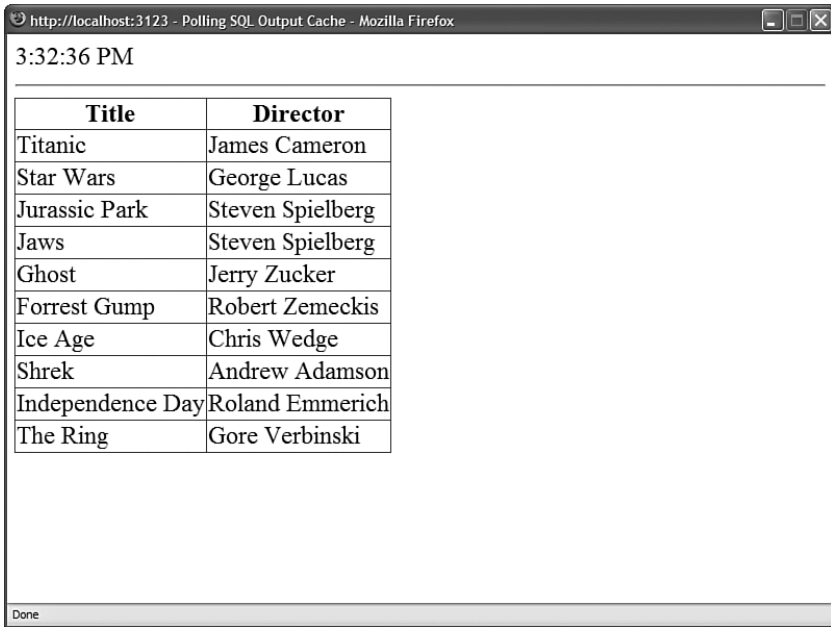 http://localhost:3123 - Polling SQL Output Cache - Mozilla Firefox
3:32:36 PM
Title Director
Titanic James Cameron
Star Wars George Lucas
Jurassic Park Steven Spielberg
Jaws Steven Spielberg
Ghost Jerry Zucker
Forrest Gump Robert Zemeckis
Ice Age Chris Wedge
Shrek Andrew Adamson
Independence Day Roland Emmerich
The Ring Gore Verbinski
Done